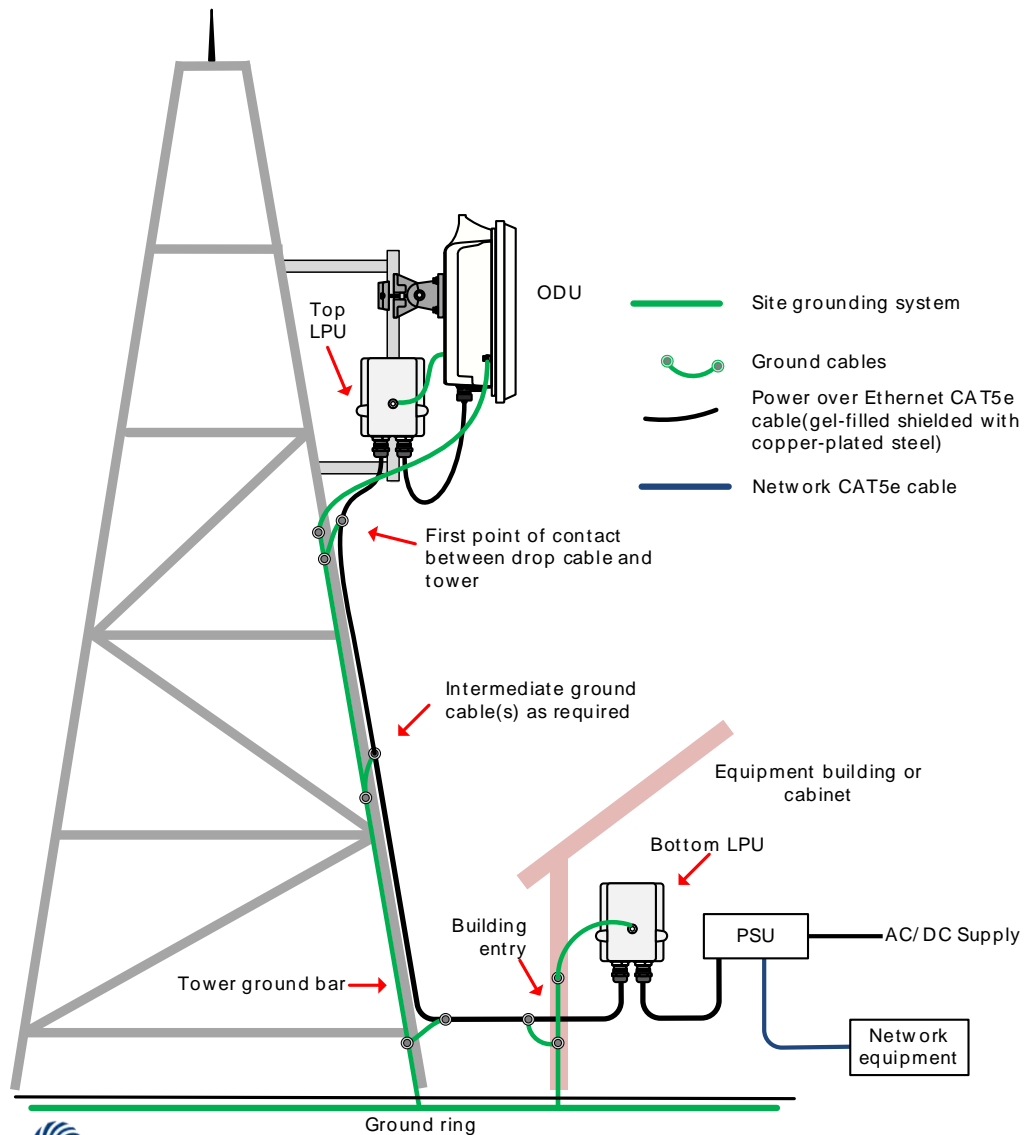 ODU
Top
LPU
Site grounding system
Ground cables
Power over Ethernet CAT5e
cable(gel-filled shielded with
copper-plated steel)
Network CAT5e cable
First point of contact
between drop cable and
tower
Intermediate ground
cable(s) as required
Equipment building or
cabinet
Bottom LPU
Building
entry
PSU
AC/DC Supply
Tower ground bar
Network
equipment
Ground ring